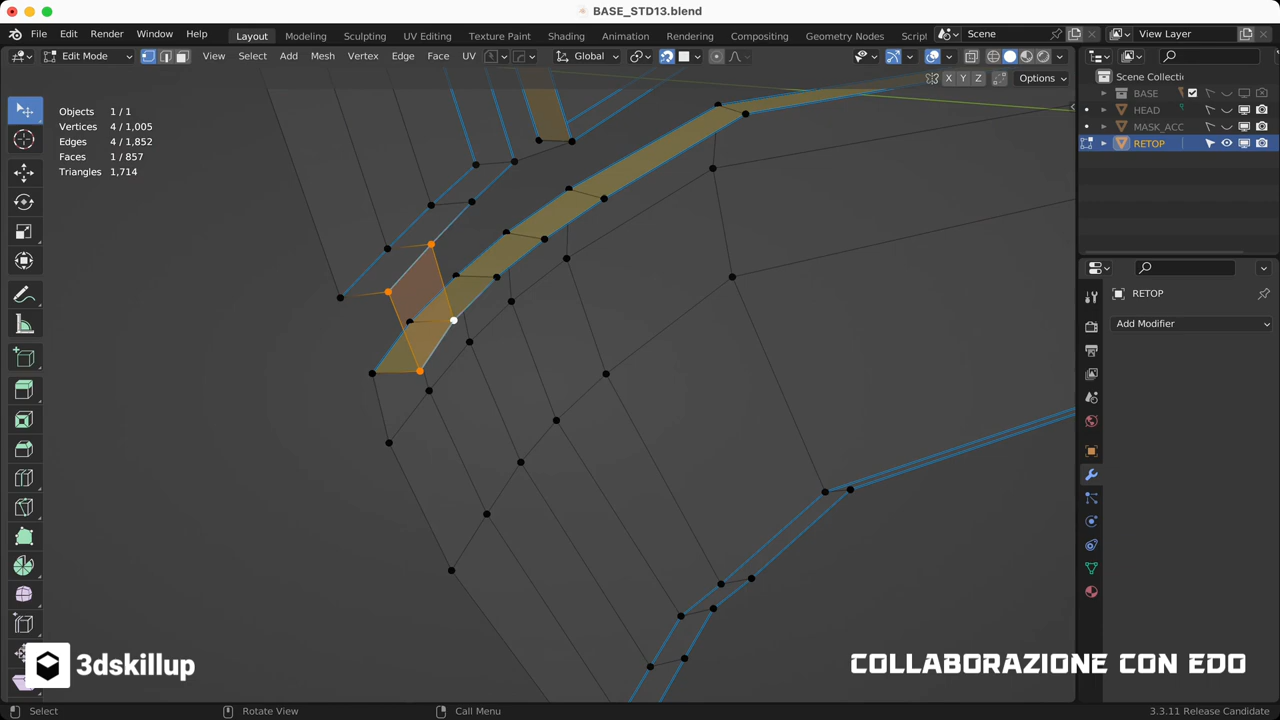 BASE_STD13.blend
File Edit Render Window Help
Layout Modeling Sculpting UV Editing Texture Paint Shading Animation Rendering Compositing Geometry Nodes Script
Scene
View Layer
Edit Mode
View Select Add Mesh Vertex Edge Face UV
Global
X Y Z
Options
Objects 1 / 1
Vertices 4 / 1,005
Edges 4 / 1,852
Faces 1 / 857
Triangles 1,714
Scene Collecti
BASE
HEAD
MASK_ACC
RETOP
RETOP
Add Modifier
3dskillup
COLLABORAZIONE CON EDO
Select
Rotate View
Call Menu
3.3.11 Release Candidate